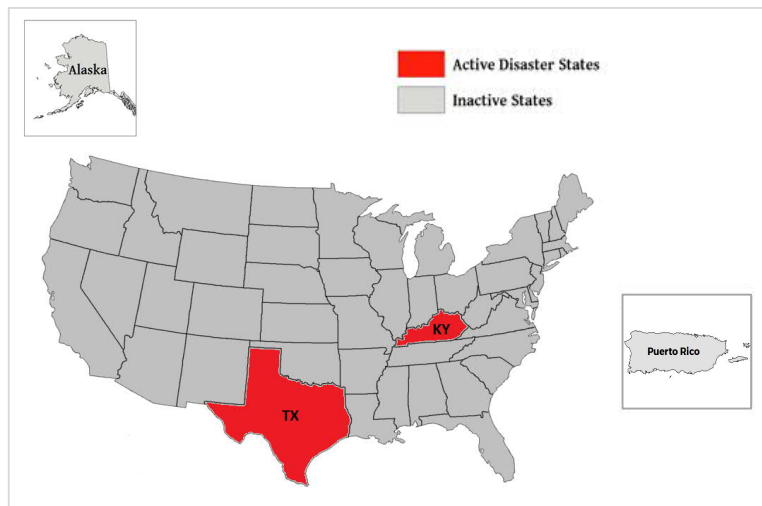 Alaska
Active Disaster States
Inactive States
KY
Puerto Rico
TX